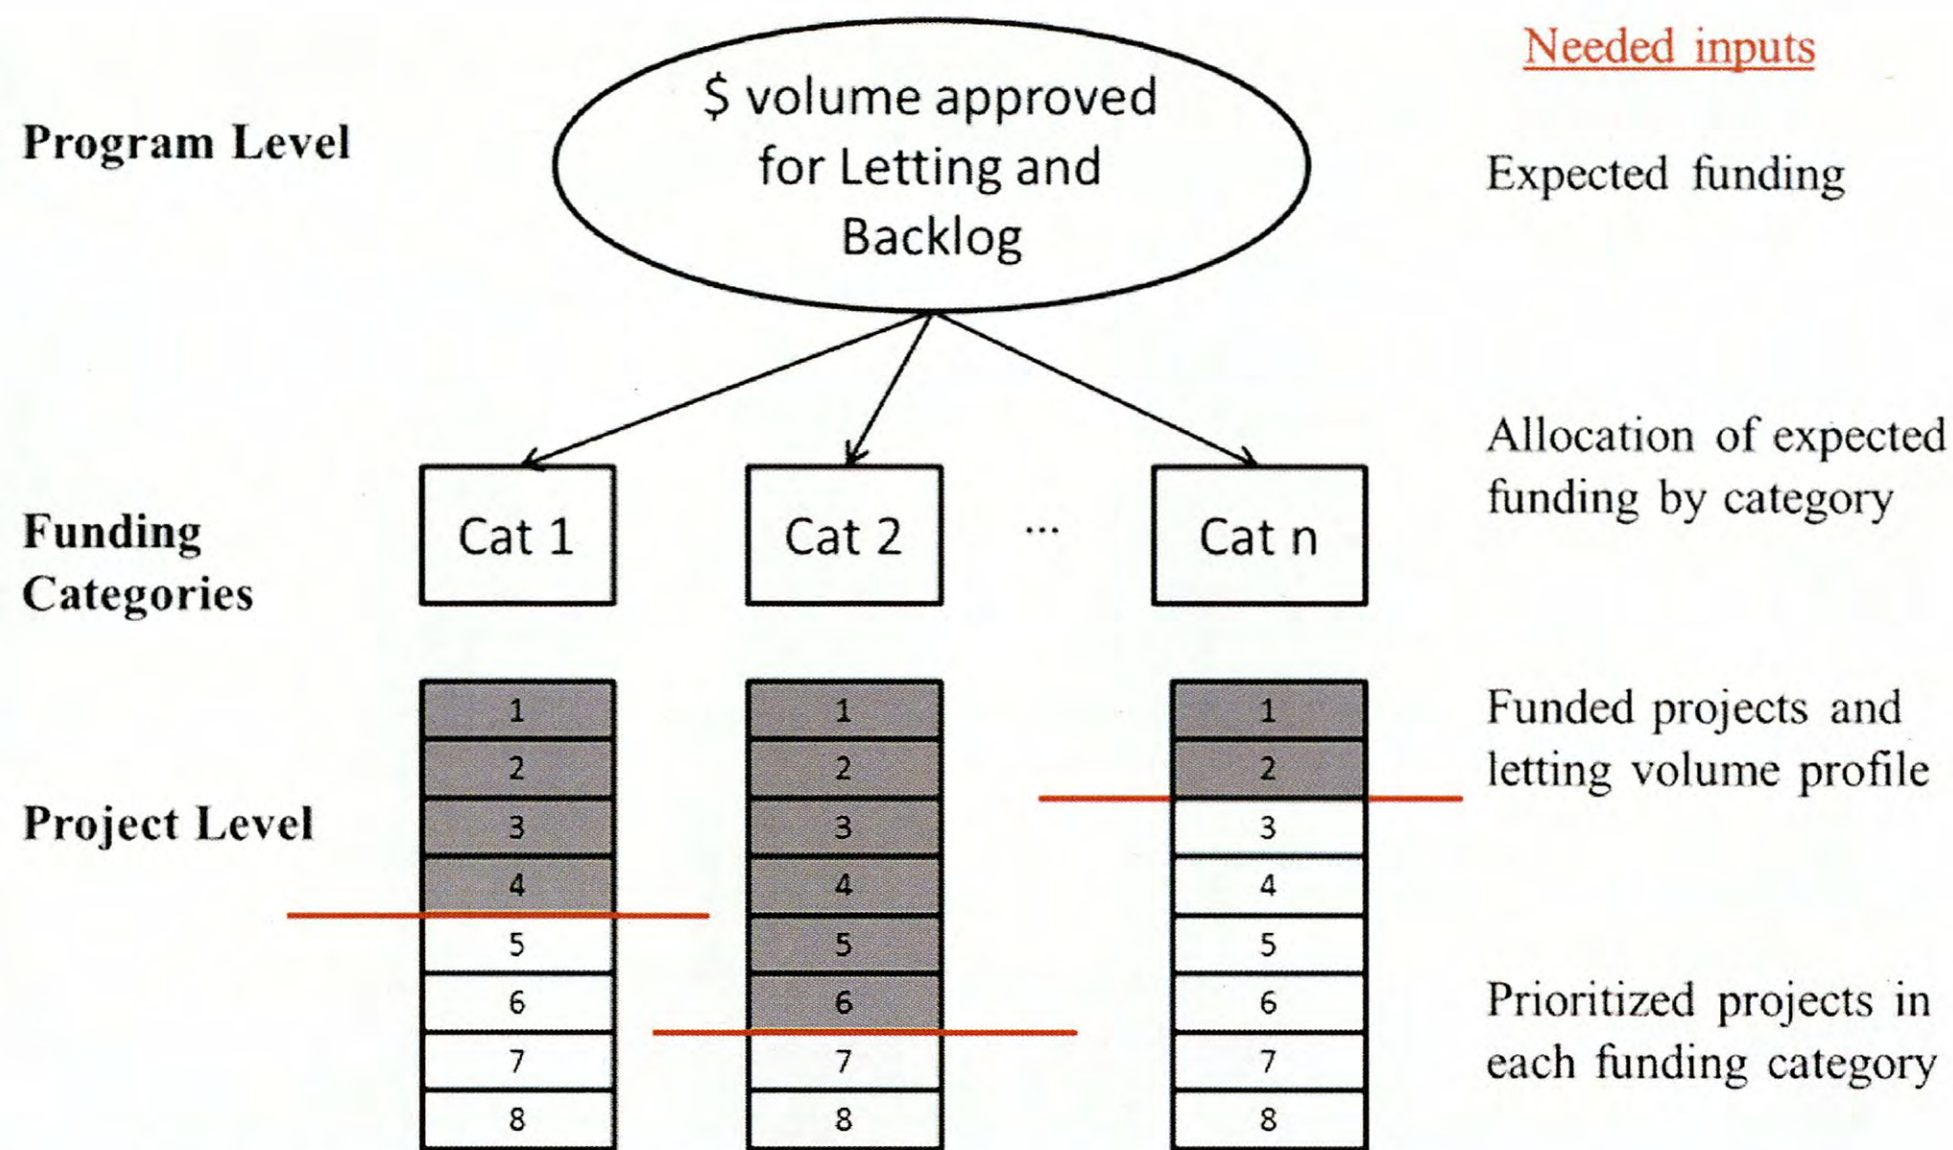 Needed inputs
Program Level
$ volume approved
for Letting and
Backlog
Expected funding
Allocation of expected
funding by category
Funding
Categories
Cat 1
Cat 2
...
Cat n
Project Level
1
2
3
4
5
6
7
8
1
2
3
4
5
6
7
8
1
2
3
4
5
6
7
8
Funded projects and
letting volume profile
Prioritized projects in
each funding category